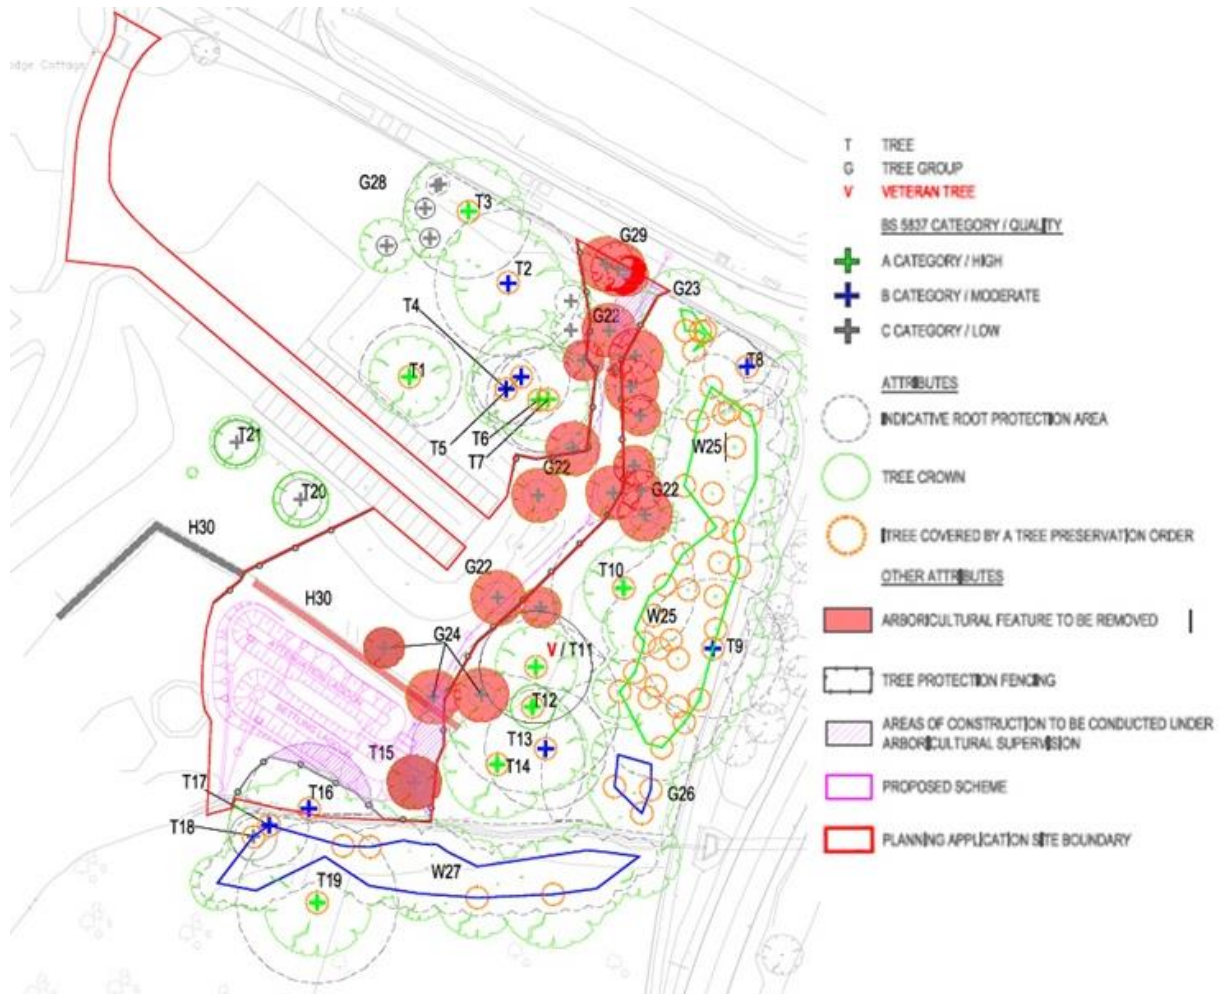 dge Cottage
G28
T3
G29
T2
G23
T4
G22
T8
T1
T5
T6
T7
W25
T21
G22
T20
G22
H30
T10
G22
H30
W25
G24
V / T11
T9
ATTENUATION LAGOON
SETTLING LAGOON
T12
T13
T15
T14
T17
T16
G26
T18
W27
T19
T TREE
G TREE GROUP
V VETERAN TREE
BS 5837 CATEGORY / QUALITY
A CATEGORY / HIGH
B CATEGORY / MODERATE
C CATEGORY / LOW
ATTRIBUTES
INDICATIVE ROOT PROTECTION AREA
TREE CROWN
TREE COVERED BY A TREE PRESERVATION ORDER
OTHER ATTRIBUTES
ARBORICULTURAL FEATURE TO BE REMOVED
TREE PROTECTION FENCING
AREAS OF CONSTRUCTION TO BE CONDUCTED UNDER
ARBORICULTURAL SUPERVISION
PROPOSED SCHEME
PLANNING APPLICATION SITE BOUNDARY